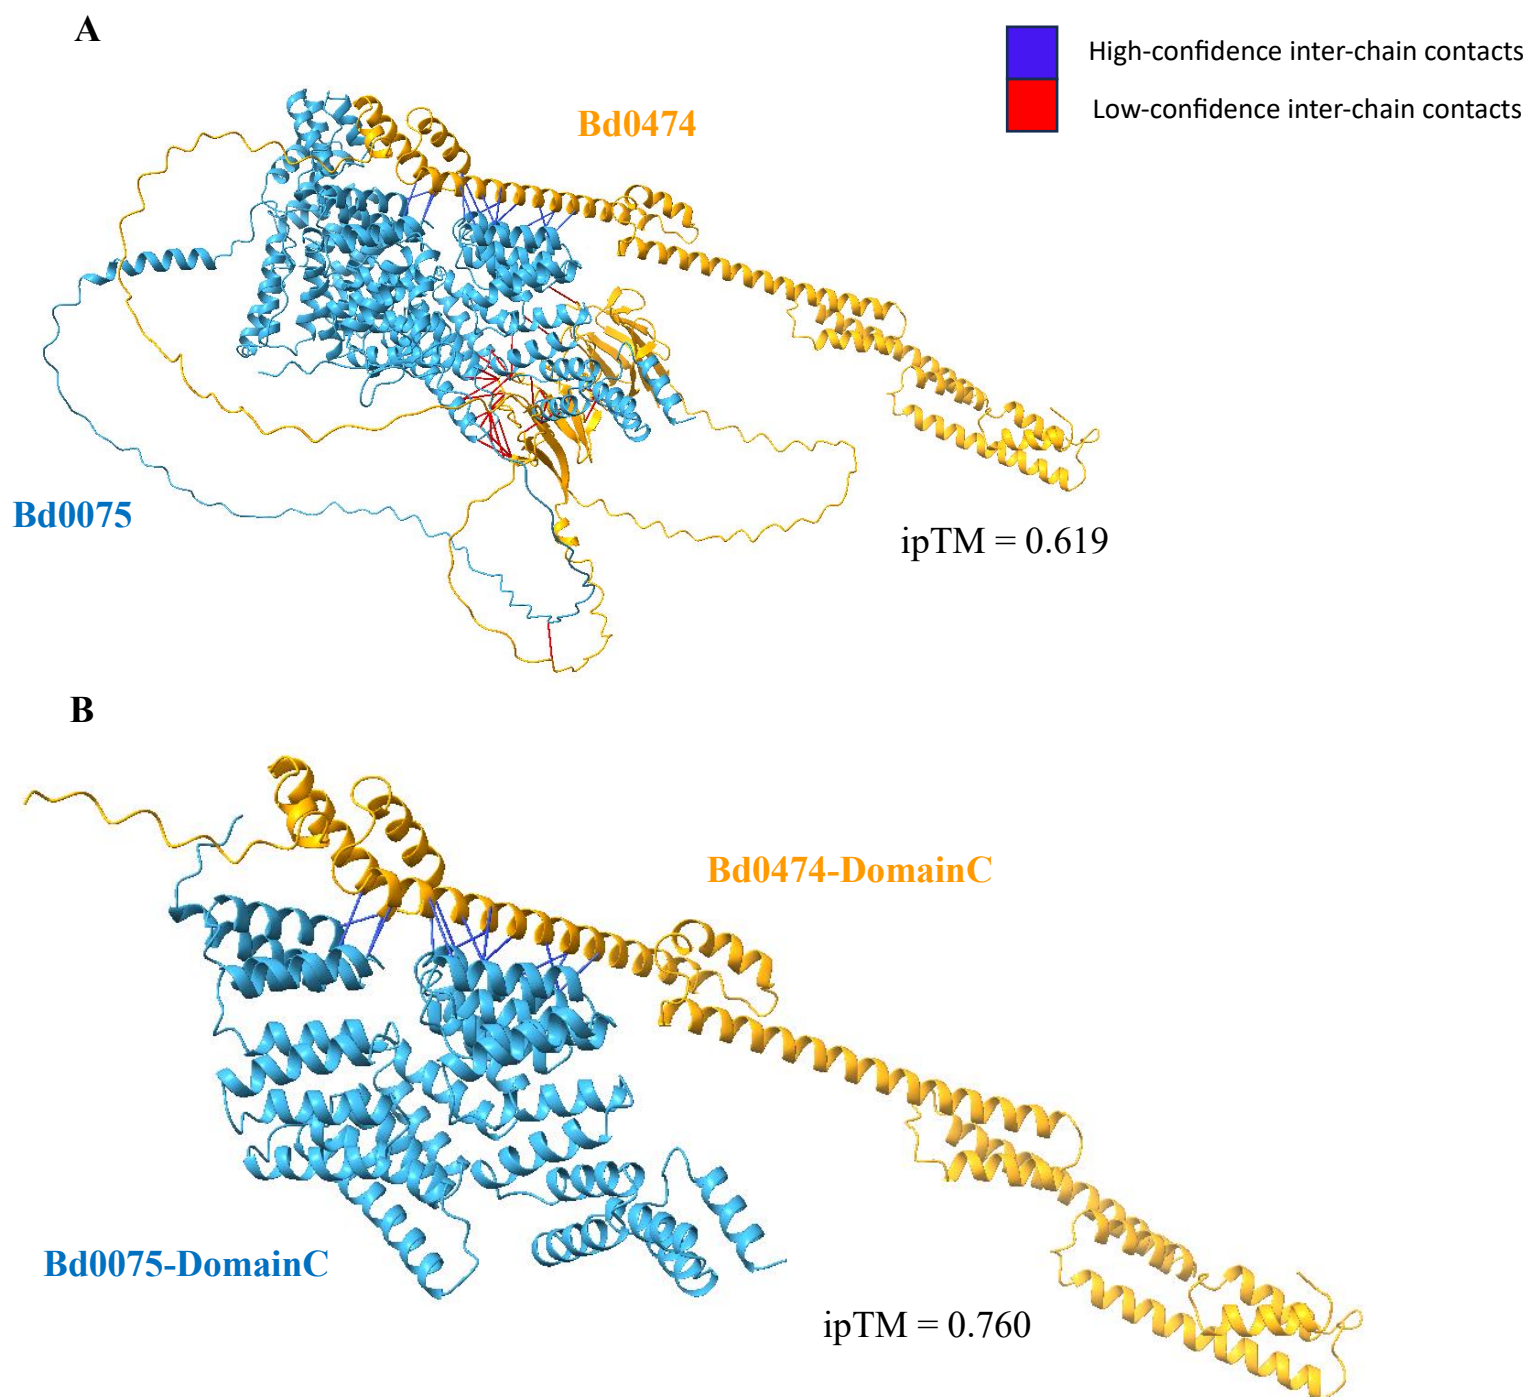 A
High-confidence inter-chain contacts
Low-confidence inter-chain contacts
Bd0474
Bd0075
ipTM = 0.619
B
Bd0474-DomainC
Bd0075-DomainC
ipTM = 0.760